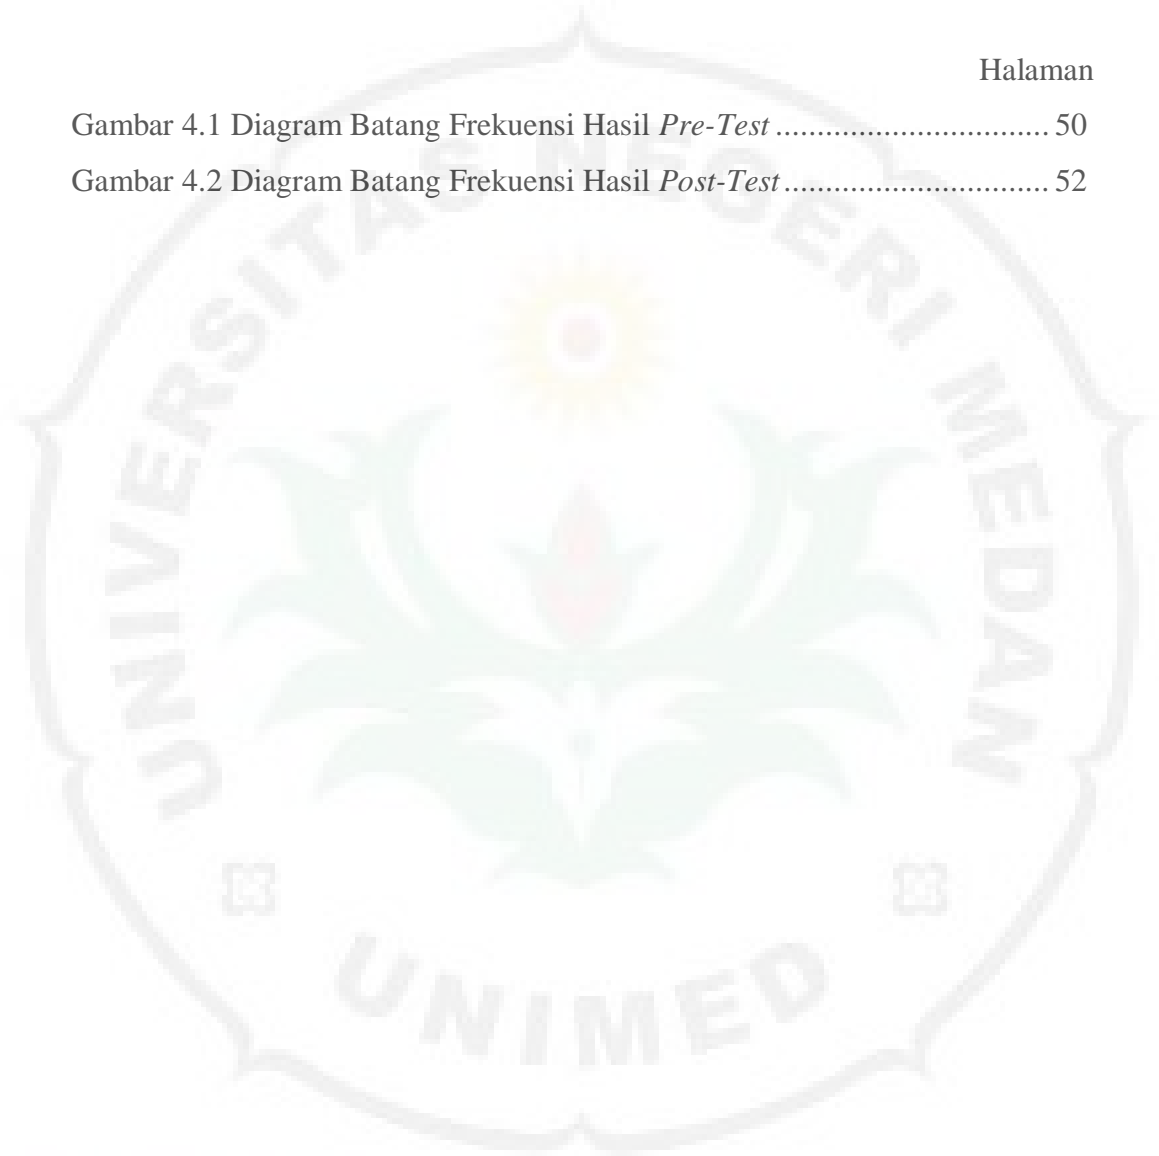 Halaman
Gambar 4.1 Diagram Batang Frekuensi Hasil Pre-Test ................................. 50
Gambar 4.2 Diagram Batang Frekuensi Hasil Post-Test ................................ 52
UNIVERSITAS NEGERI MEDAN
UNIMED